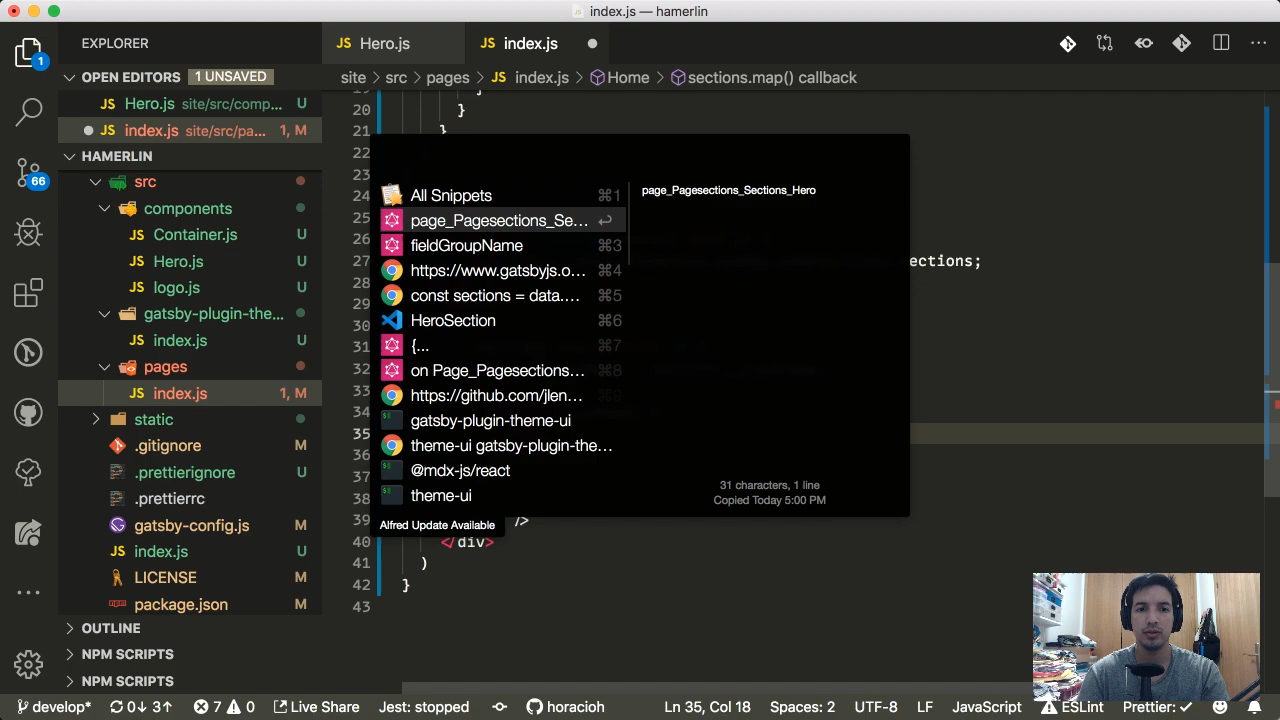 index.js — hamerlin
EXPLORER
JS Hero.js
JS index.js
OPEN EDITORS 1 UNSAVED
site > src > pages > JS index.js > Home > sections.map() callback
JS Hero.js site/src/comp... U
JS index.js site/src/pa... 1, M
HAMERLIN
src
components
JS Container.js U
JS Hero.js U
JS logo.js U
gatsby-plugin-the...
JS index.js U
pages
JS index.js 1, M
static
.gitignore M
.prettierignore U
.prettierrc
gatsby-config.js M
JS index.js U
LICENSE M
package.json M
OUTLINE
NPM SCRIPTS
NPM SCRIPTS
1
66
20 }
21 }
22
23
24
25
26
27 ections;
28
29
30
31
32
33
34
35
36
37
38
39 />
40 </div>
41 )
42 }
43
All Snippets ⌘1
page_Pagesections_Se... ↩
fieldGroupName ⌘3
https://www.gatsbyjs.o... ⌘4
const sections = data.... ⌘5
HeroSection ⌘6
{... ⌘7
on Page_Pagesections... ⌘8
https://github.com/jlen... ⌘9
gatsby-plugin-theme-ui
theme-ui gatsby-plugin-the...
@mdx-js/react
theme-ui
page_Pagesections_Sections_Hero
31 characters, 1 line
Copied Today 5:00 PM
Alfred Update Available
develop* 0↓ 3↑ 7 0 Live Share Jest: stopped horacioh Ln 35, Col 18 Spaces: 2 UTF-8 LF JavaScript ESLint Prettier: ✓